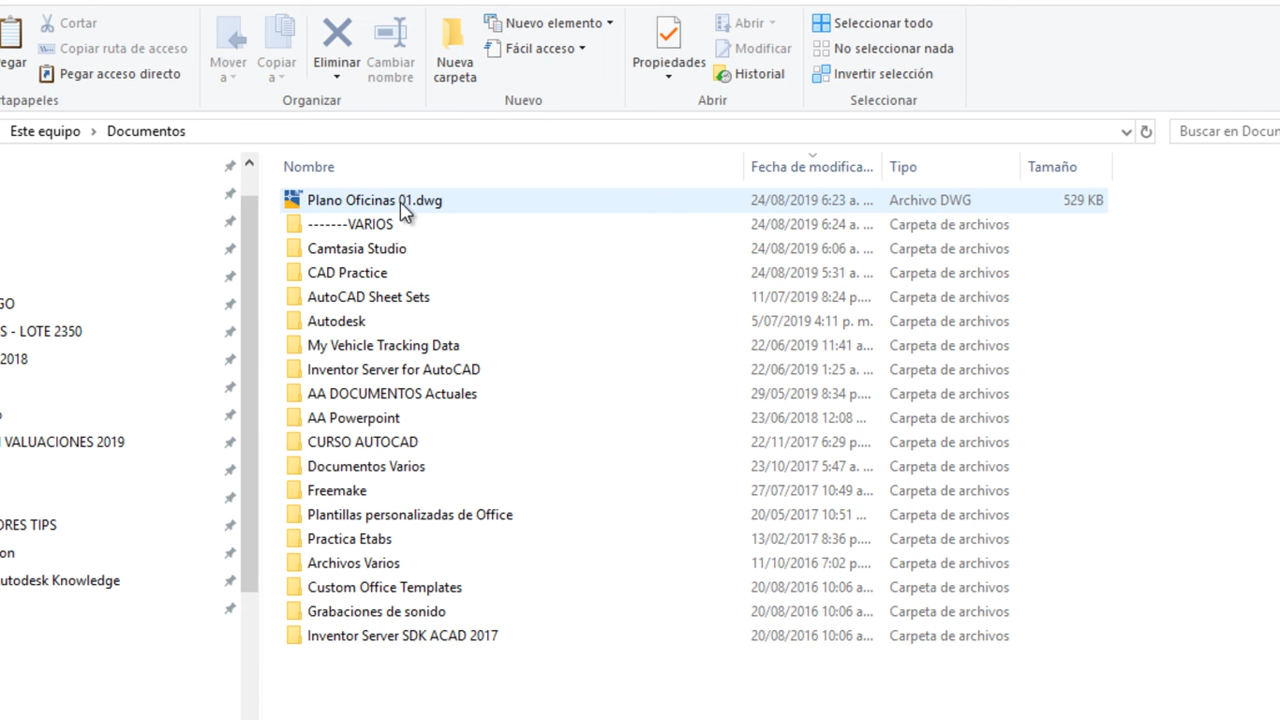 Cortar
Copiar ruta de acceso
Pegar acceso directo
Mover a
Copiar a
Eliminar
Cambiar nombre
Organizar
Nueva carpeta
Nuevo elemento
Fácil acceso
Nuevo
Propiedades
Abrir
Modificar
Historial
Abrir
Seleccionar todo
No seleccionar nada
Invertir selección
Seleccionar
Este equipo > Documentos
Buscar en Docu
Nombre Fecha de modifica... Tipo Tamaño
Plano Oficinas 01.dwg 24/08/2019 6:23 a. ... Archivo DWG 529 KB
-------VARIOS 24/08/2019 6:24 a. ... Carpeta de archivos
Camtasia Studio 24/08/2019 6:06 a. ... Carpeta de archivos
CAD Practice 24/08/2019 5:31 a. ... Carpeta de archivos
AutoCAD Sheet Sets 11/07/2019 8:24 p.... Carpeta de archivos
Autodesk 5/07/2019 4:11 p. m. Carpeta de archivos
My Vehicle Tracking Data 22/06/2019 11:41 a... Carpeta de archivos
Inventor Server for AutoCAD 22/06/2019 1:25 a. ... Carpeta de archivos
AA DOCUMENTOS Actuales 29/05/2019 8:34 p.... Carpeta de archivos
AA Powerpoint 23/06/2018 12:08 ... Carpeta de archivos
CURSO AUTOCAD 22/11/2017 6:29 p.... Carpeta de archivos
Documentos Varios 23/10/2017 5:47 a. ... Carpeta de archivos
Freemake 27/07/2017 10:49 a... Carpeta de archivos
Plantillas personalizadas de Office 20/05/2017 10:51 ... Carpeta de archivos
Practica Etabs 13/02/2017 8:36 p.... Carpeta de archivos
Archivos Varios 11/10/2016 7:02 p.... Carpeta de archivos
Custom Office Templates 20/08/2016 10:06 a... Carpeta de archivos
Grabaciones de sonido 20/08/2016 10:06 a... Carpeta de archivos
Inventor Server SDK ACAD 2017 20/08/2016 10:06 a... Carpeta de archivos
GO
S - LOTE 2350
2018
VALUACIONES 2019
ORES TIPS
on
utodesk Knowledge